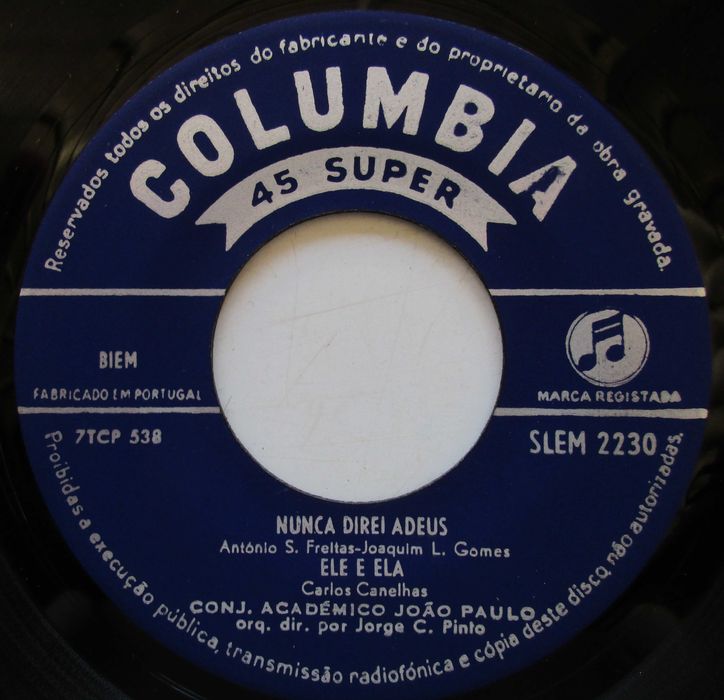 Reservados todos os direitos do fabricante e do proprietario da obra gravada.
COLUMBIA
45 SUPER
BIEM
FABRICADO EM PORTUGAL
MARCA REGISTADA
7TCP 538
SLEM 2230
NUNCA DIREI ADEUS
António S. Freitas-Joaquim L. Gomes
ELE E ELA
Carlos Canelhas
CONJ. ACADÉMICO JOÃO PAULO
orq. dir. por Jorge C. Pinto
Proibidas a execução pública, transmissão radiofónica e cópia deste disco, não autorizadas.